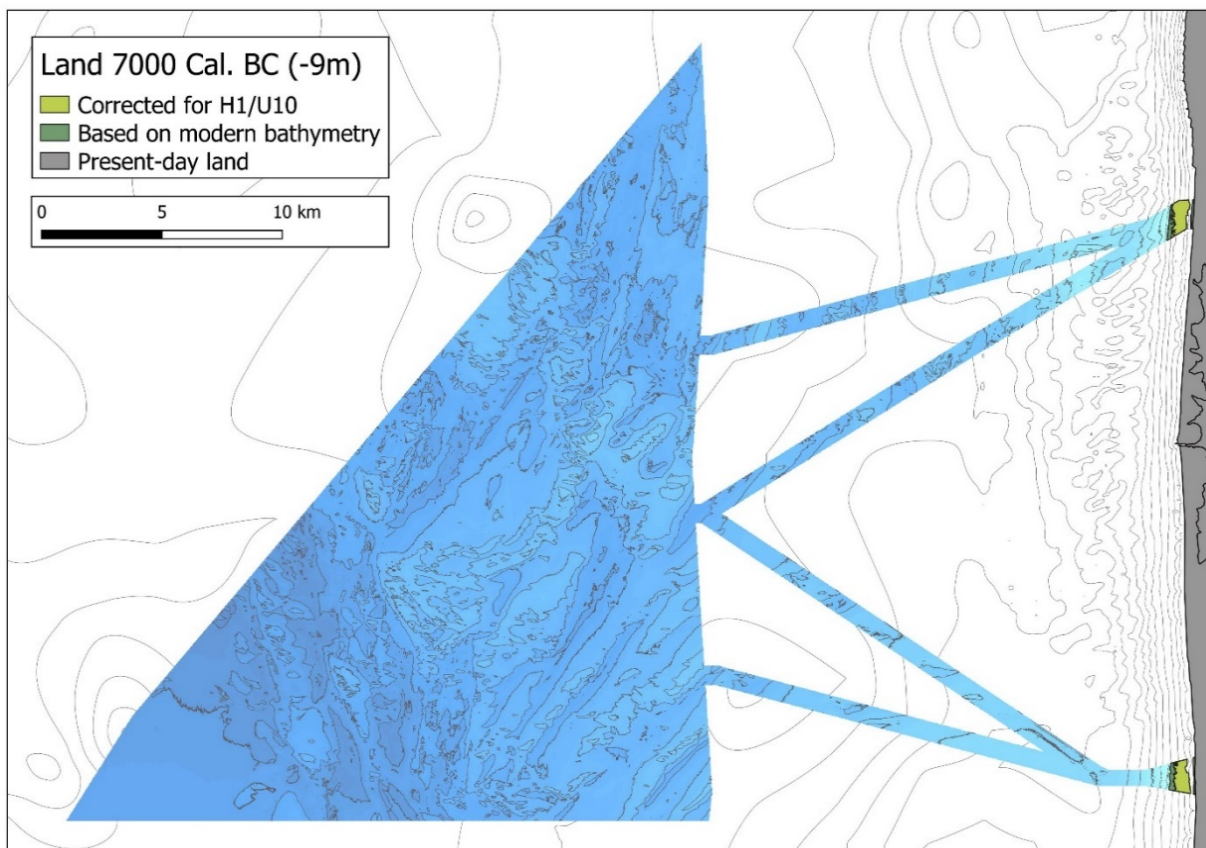 Land 7000 Cal. BC (-9m)
Corrected for H1/U10
Based on modern bathymetry
Present-day land
0 5 10 km